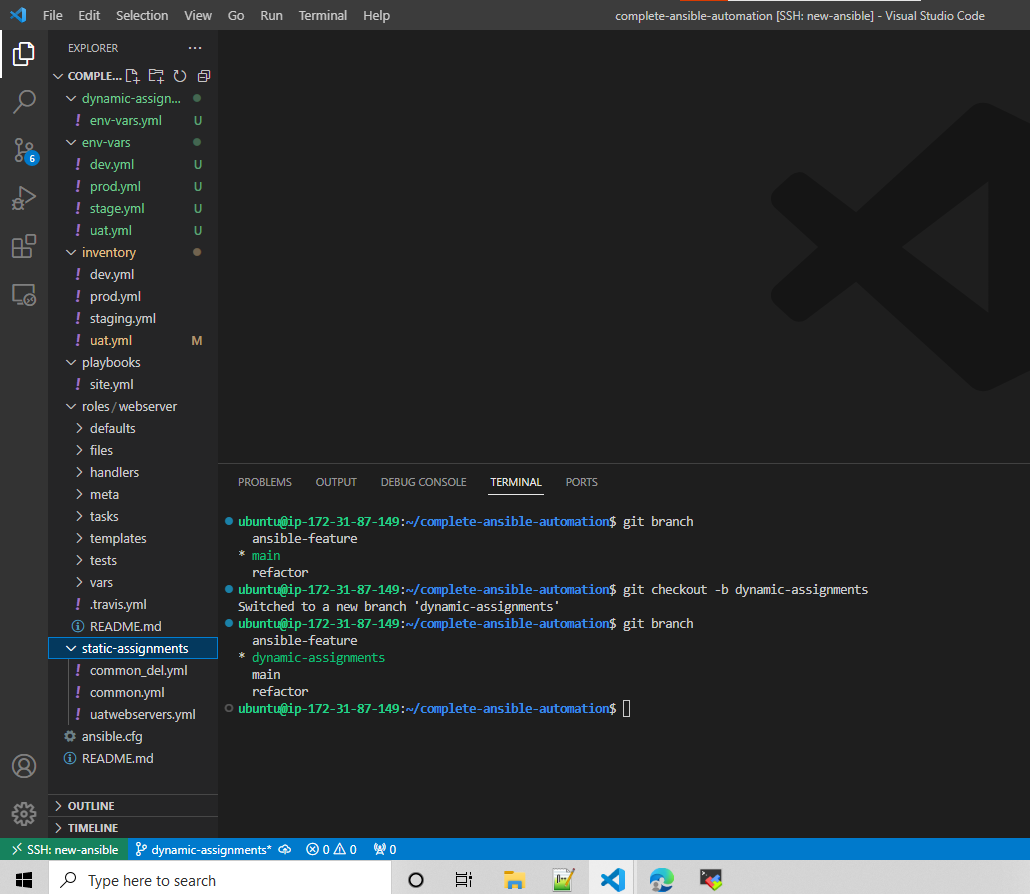 File Edit Selection View Go Run Terminal Help
complete-ansible-automation [SSH: new-ansible] - Visual Studio Code
EXPLORER
COMPLE...
dynamic-assign...
! env-vars.yml U
env-vars
! dev.yml U
! prod.yml U
! stage.yml U
! uat.yml U
inventory
! dev.yml
! prod.yml
! staging.yml
! uat.yml M
playbooks
! site.yml
roles / webserver
defaults
files
handlers
meta
tasks
templates
tests
vars
! .travis.yml
README.md
static-assignments
! common_del.yml
! common.yml
! uatwebservers.yml
ansible.cfg
README.md
OUTLINE
TIMELINE
6
PROBLEMS OUTPUT DEBUG CONSOLE TERMINAL PORTS
ubuntu@ip-172-31-87-149:~/complete-ansible-automation$ git branch
ansible-feature
* main
refactor
ubuntu@ip-172-31-87-149:~/complete-ansible-automation$ git checkout -b dynamic-assignments
Switched to a new branch 'dynamic-assignments'
ubuntu@ip-172-31-87-149:~/complete-ansible-automation$ git branch
ansible-feature
* dynamic-assignments
main
refactor
ubuntu@ip-172-31-87-149:~/complete-ansible-automation$
SSH: new-ansible dynamic-assignments* 0 0 0
Type here to search